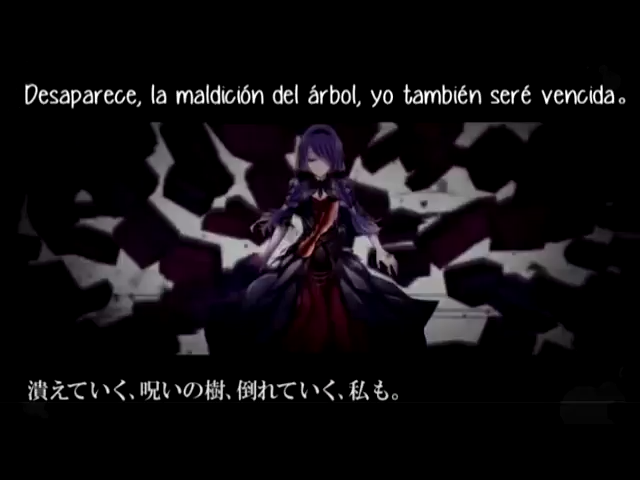 Desaparece, la maldición del árbol, yo también seré vencida。
潰えていく、呪いの樹、倒れていく、私も。